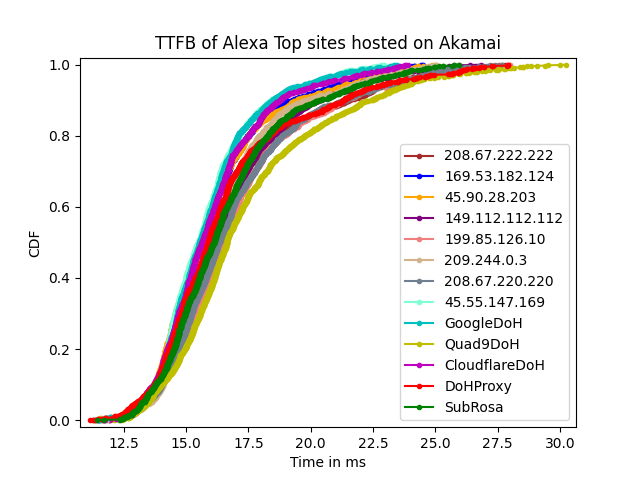 TTFB of Alexa Top sites hosted on Akamai
1.0
0.8
0.6
0.4
0.2
0.0
CDF
208.67.222.222
169.53.182.124
45.90.28.203
149.112.112.112
199.85.126.10
209.244.0.3
208.67.220.220
45.55.147.169
GoogleDoH
Quad9DoH
CloudflareDoH
DoHProxy
SubRosa
12.5 15.0 17.5 20.0 22.5 25.0 27.5 30.0
Time in ms